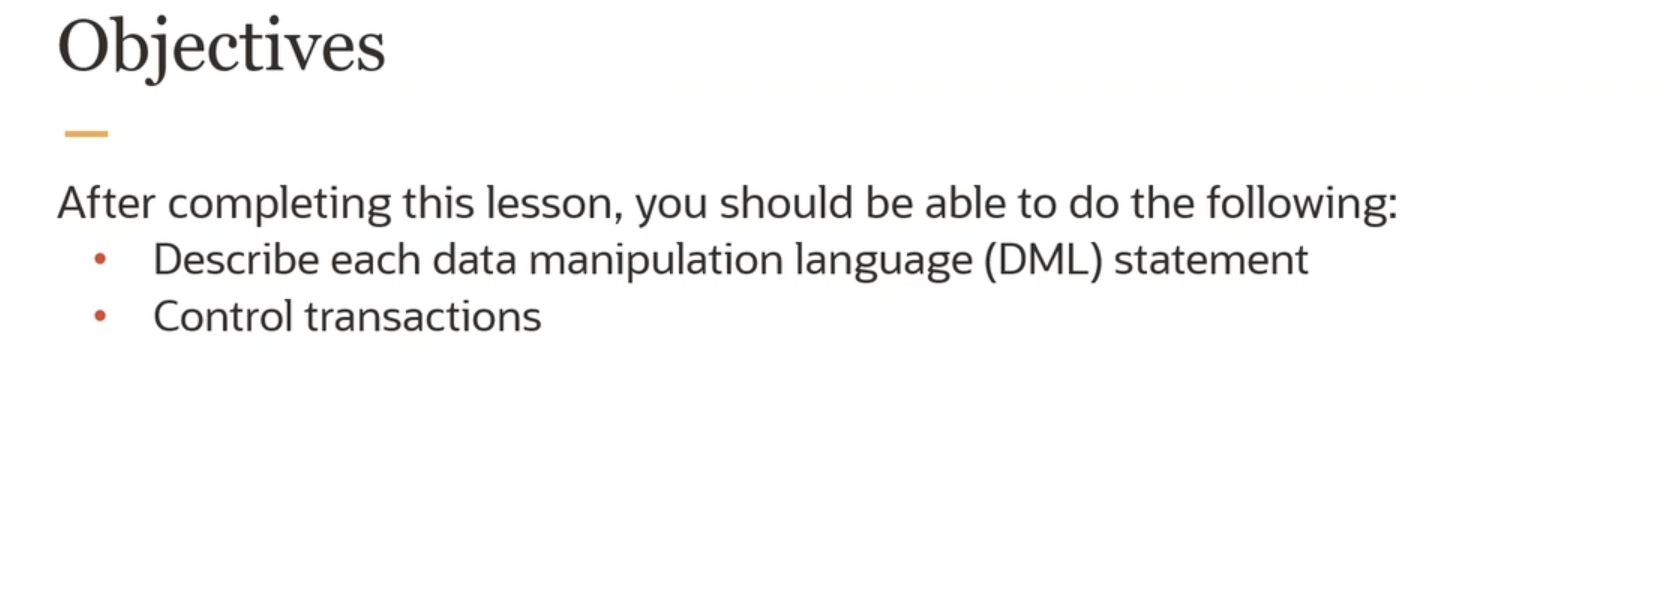 Objectives
After completing this lesson, you should be able to do the following:
• Describe each data manipulation language (DML) statement
• Control transactions